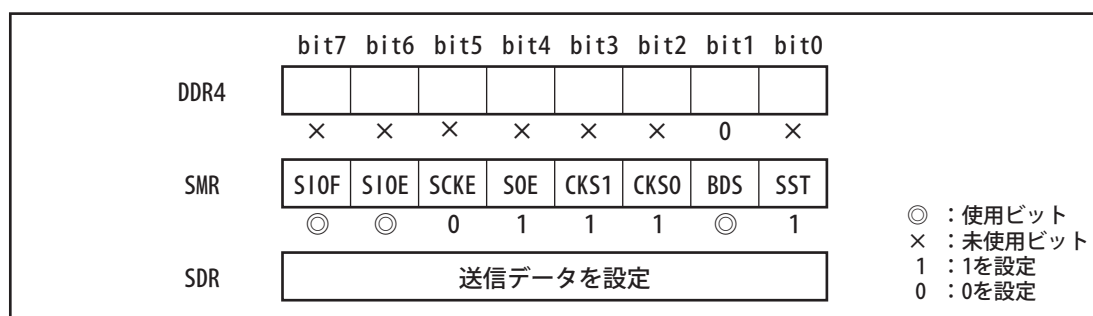 bit7 bit6 bit5 bit4 bit3 bit2 bit1 bit0
DDR4
× × × × × × 0 ×
SMR SIOF SIOE SCKE SOE CKS1 CKS0 BDS SST
◎ ◎ 0 1 1 1 ◎ 1
SDR 送信データを設定
◎ :使用ビット
× :未使用ビット
1 :1を設定
0 :0を設定